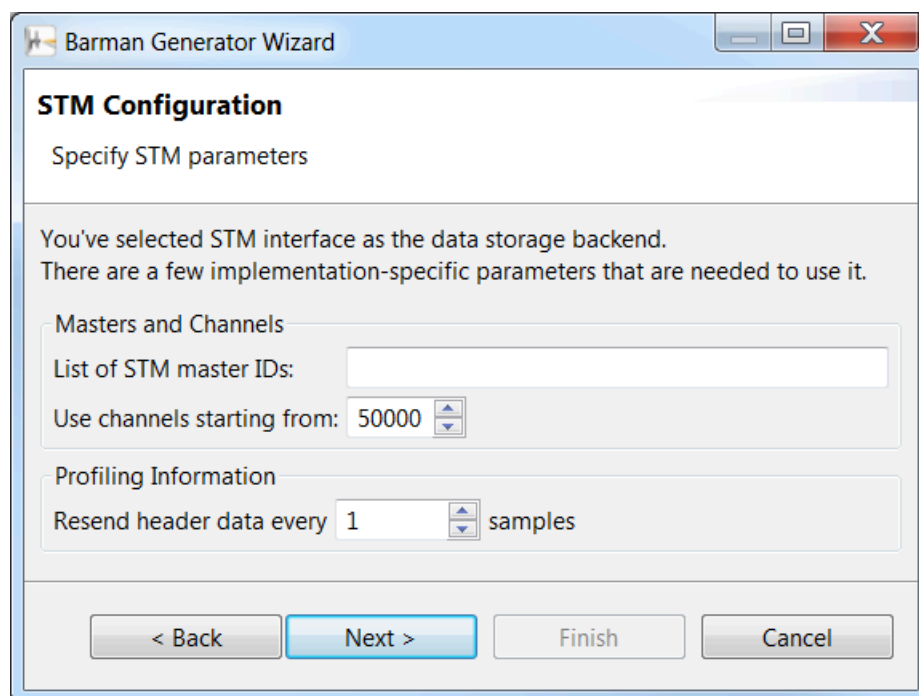 Barman Generator Wizard
STM Configuration
Specify STM parameters
You've selected STM interface as the data storage backend.
There are a few implementation-specific parameters that are needed to use it.
Masters and Channels
List of STM master IDs:
Use channels starting from: 50000
Profiling Information
Resend header data every 1 samples
< Back Next > Finish Cancel